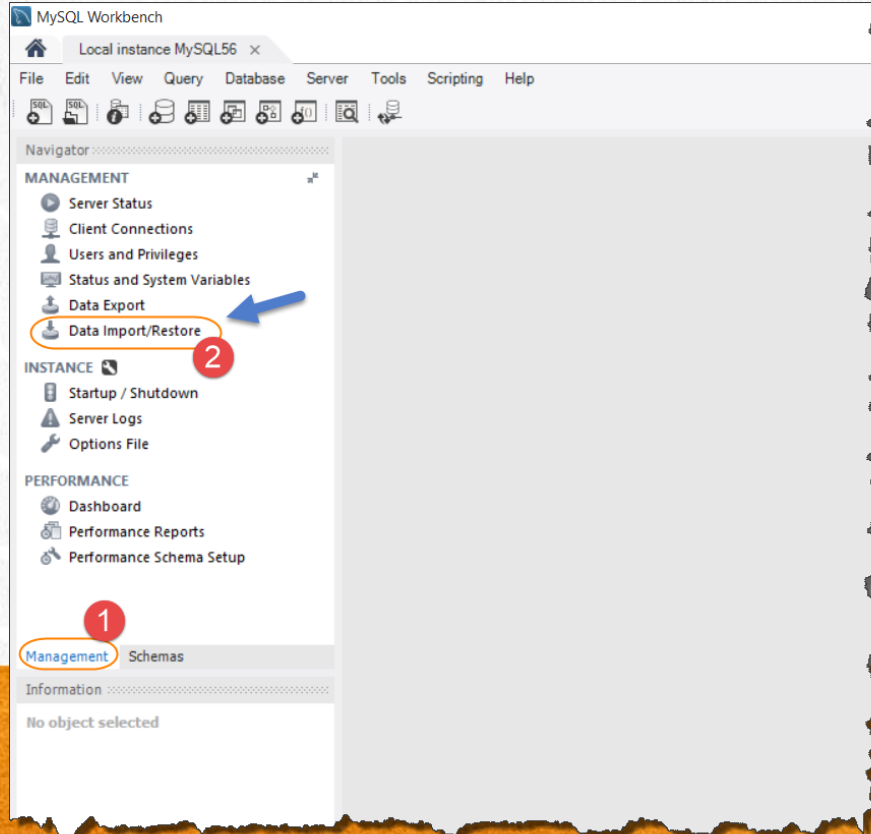 MySQL Workbench
Local instance MySQL56 ×
File Edit View Query Database Server Tools Scripting Help
SQL SQL
Navigator
MANAGEMENT
Server Status
Client Connections
Users and Privileges
Status and System Variables
Data Export
Data Import/Restore
2
INSTANCE
Startup / Shutdown
Server Logs
Options File
PERFORMANCE
Dashboard
Performance Reports
Performance Schema Setup
1
Management Schemas
Information
No object selected